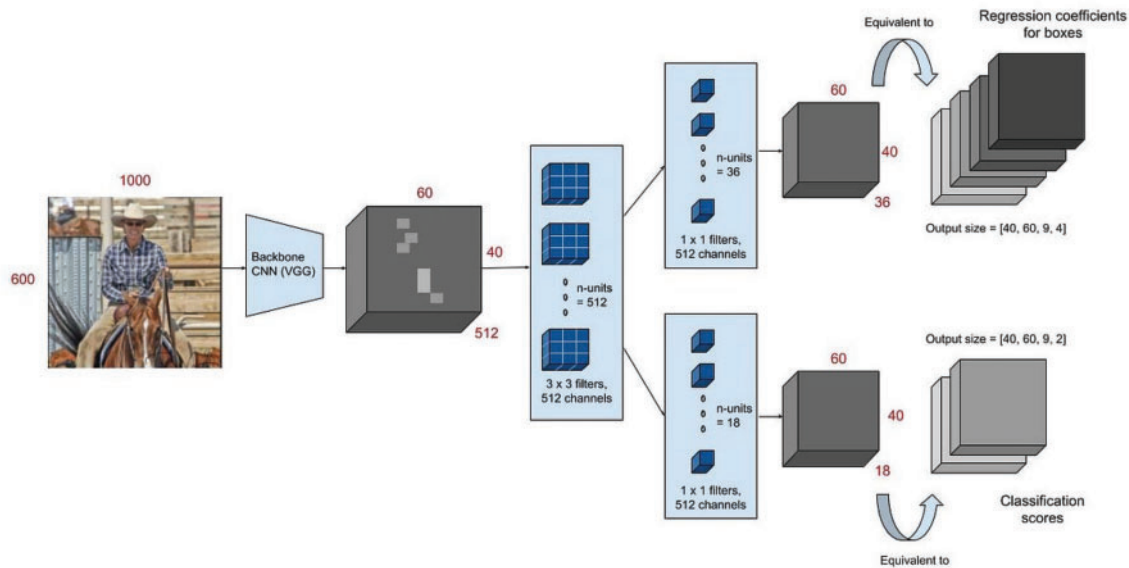 1000
600
Backbone
CNN (VGG)
60
40
512
n-units
= 512
3 x 3 filters,
512 channels
n-units
= 36
1 x 1 filters,
512 channels
60
40
36
Equivalent to
Regression coefficients
for boxes
Output size = [40, 60, 9, 4]
n-units
= 18
1 x 1 filters,
512 channels
60
40
18
Output size = [40, 60, 9, 2]
Classification
scores
Equivalent to